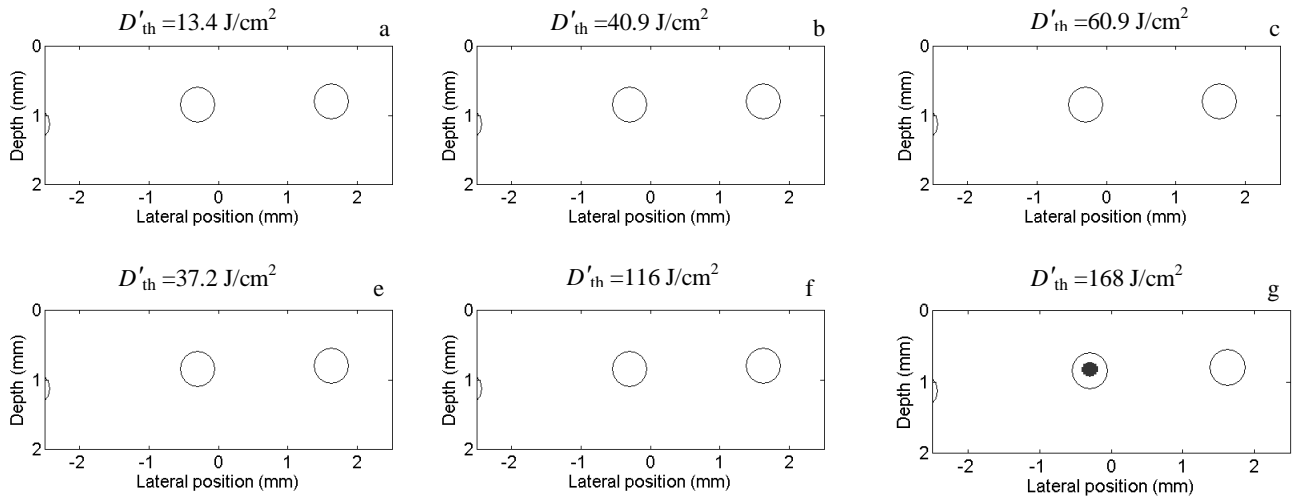 D′th =13.4 J/cm² a
D′th =40.9 J/cm² b
D′th =60.9 J/cm² c
0
1
2
Depth (mm)
-2 -1 0 1 2
Lateral position (mm)
0
1
2
Depth (mm)
-2 -1 0 1 2
Lateral position (mm)
0
1
2
Depth (mm)
-2 -1 0 1 2
Lateral position (mm)
D′th =37.2 J/cm² e
D′th =116 J/cm² f
D′th =168 J/cm² g
0
1
2
Depth (mm)
-2 -1 0 1 2
Lateral position (mm)
0
1
2
Depth (mm)
-2 -1 0 1 2
Lateral position (mm)
0
1
2
Depth (mm)
-2 -1 0 1 2
Lateral position (mm)